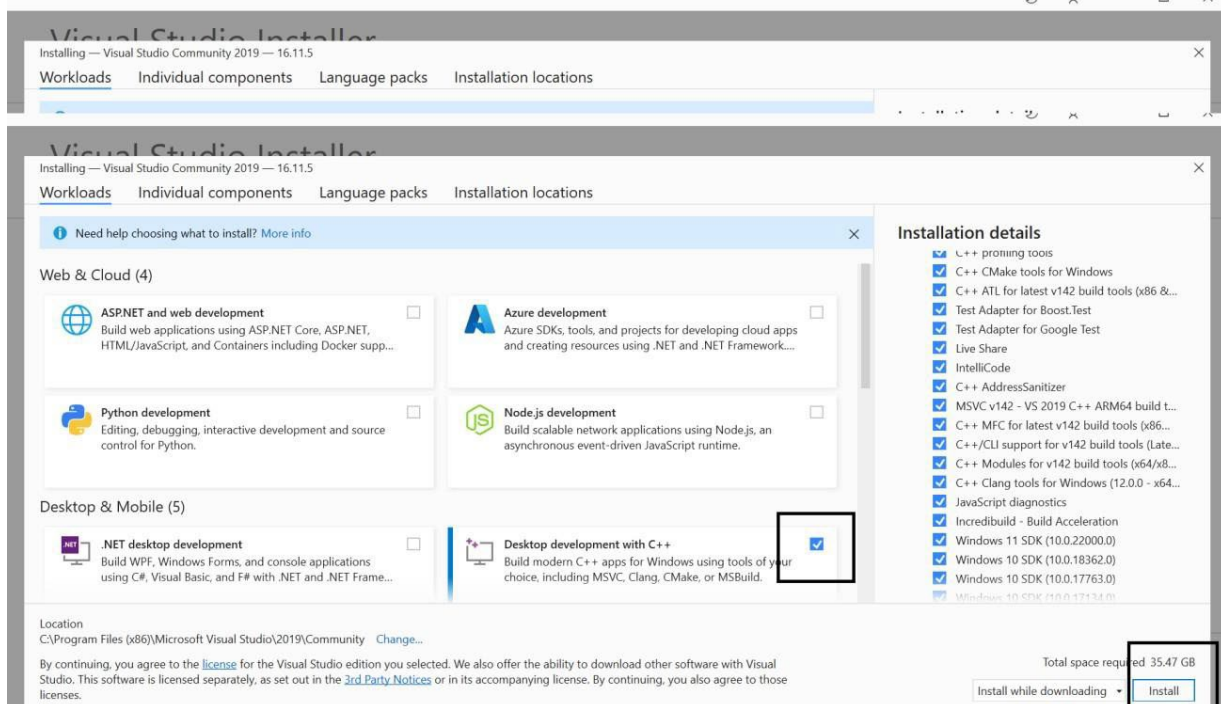 Visual Studio Installer
Installing — Visual Studio Community 2019 — 16.11.5
Workloads Individual components Language packs Installation locations
Visual Studio Installer
Installing — Visual Studio Community 2019 — 16.11.5
Workloads Individual components Language packs Installation locations
Need help choosing what to install? More info
Web & Cloud (4)
ASP.NET and web development
Build web applications using ASP.NET Core, ASP.NET,
HTML/JavaScript, and Containers including Docker supp...
Azure development
Azure SDKs, tools, and projects for developing cloud apps
and creating resources using .NET and .NET Framework....
Python development
Editing, debugging, interactive development and source
control for Python.
Node.js development
Build scalable network applications using Node.js, an
asynchronous event-driven JavaScript runtime.
Desktop & Mobile (5)
.NET desktop development
Build WPF, Windows Forms, and console applications
using C#, Visual Basic, and F# with .NET and .NET Frame...
Desktop development with C++
Build modern C++ apps for Windows using tools of your
choice, including MSVC, Clang, CMake, or MSBuild.
Installation details
C++ profiling tools
C++ CMake tools for Windows
C++ ATL for latest v142 build tools (x86 &...
Test Adapter for Boost.Test
Test Adapter for Google Test
Live Share
IntelliCode
C++ AddressSanitizer
MSVC v142 - VS 2019 C++ ARM64 build t...
C++ MFC for latest v142 build tools (x86...
C++/CLI support for v142 build tools (Late...
C++ Modules for v142 build tools (x64/x8...
C++ Clang tools for Windows (12.0.0 - x64...
JavaScript diagnostics
Incredibuild - Build Acceleration
Windows 11 SDK (10.0.22000.0)
Windows 10 SDK (10.0.18362.0)
Windows 10 SDK (10.0.17763.0)
Windows 10 SDK (10.0.17134.0)
Location
C:\Program Files (x86)\Microsoft Visual Studio\2019\Community Change...
By continuing, you agree to the license for the Visual Studio edition you selected. We also offer the ability to download other software with Visual
Studio. This software is licensed separately, as set out in the 3rd Party Notices or in its accompanying license. By continuing, you also agree to those
licenses.
Total space required 35.47 GB
Install while downloading Install